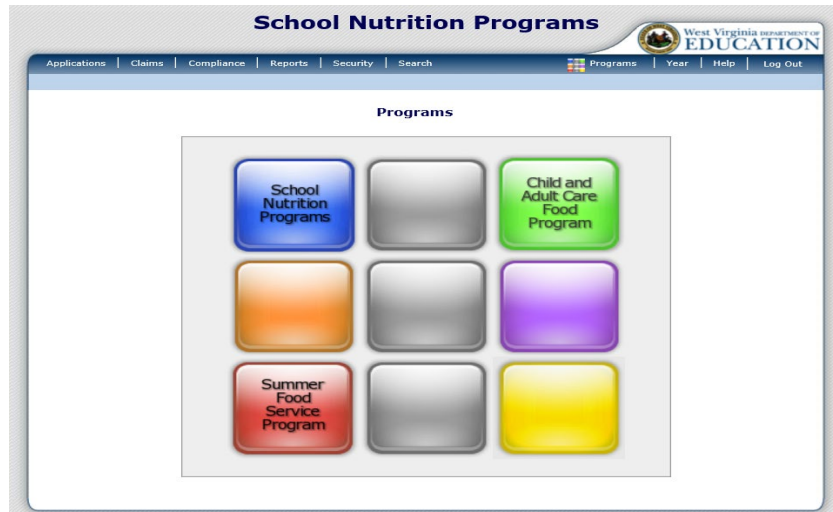 School Nutrition Programs
West Virginia DEPARTMENT OF
EDUCATION
Applications | Claims | Compliance | Reports | Security | Search
Programs | Year | Help | Log Out
Programs
School
Nutrition
Programs
Child and
Adult Care
Food
Program
Summer
Food
Service
Program